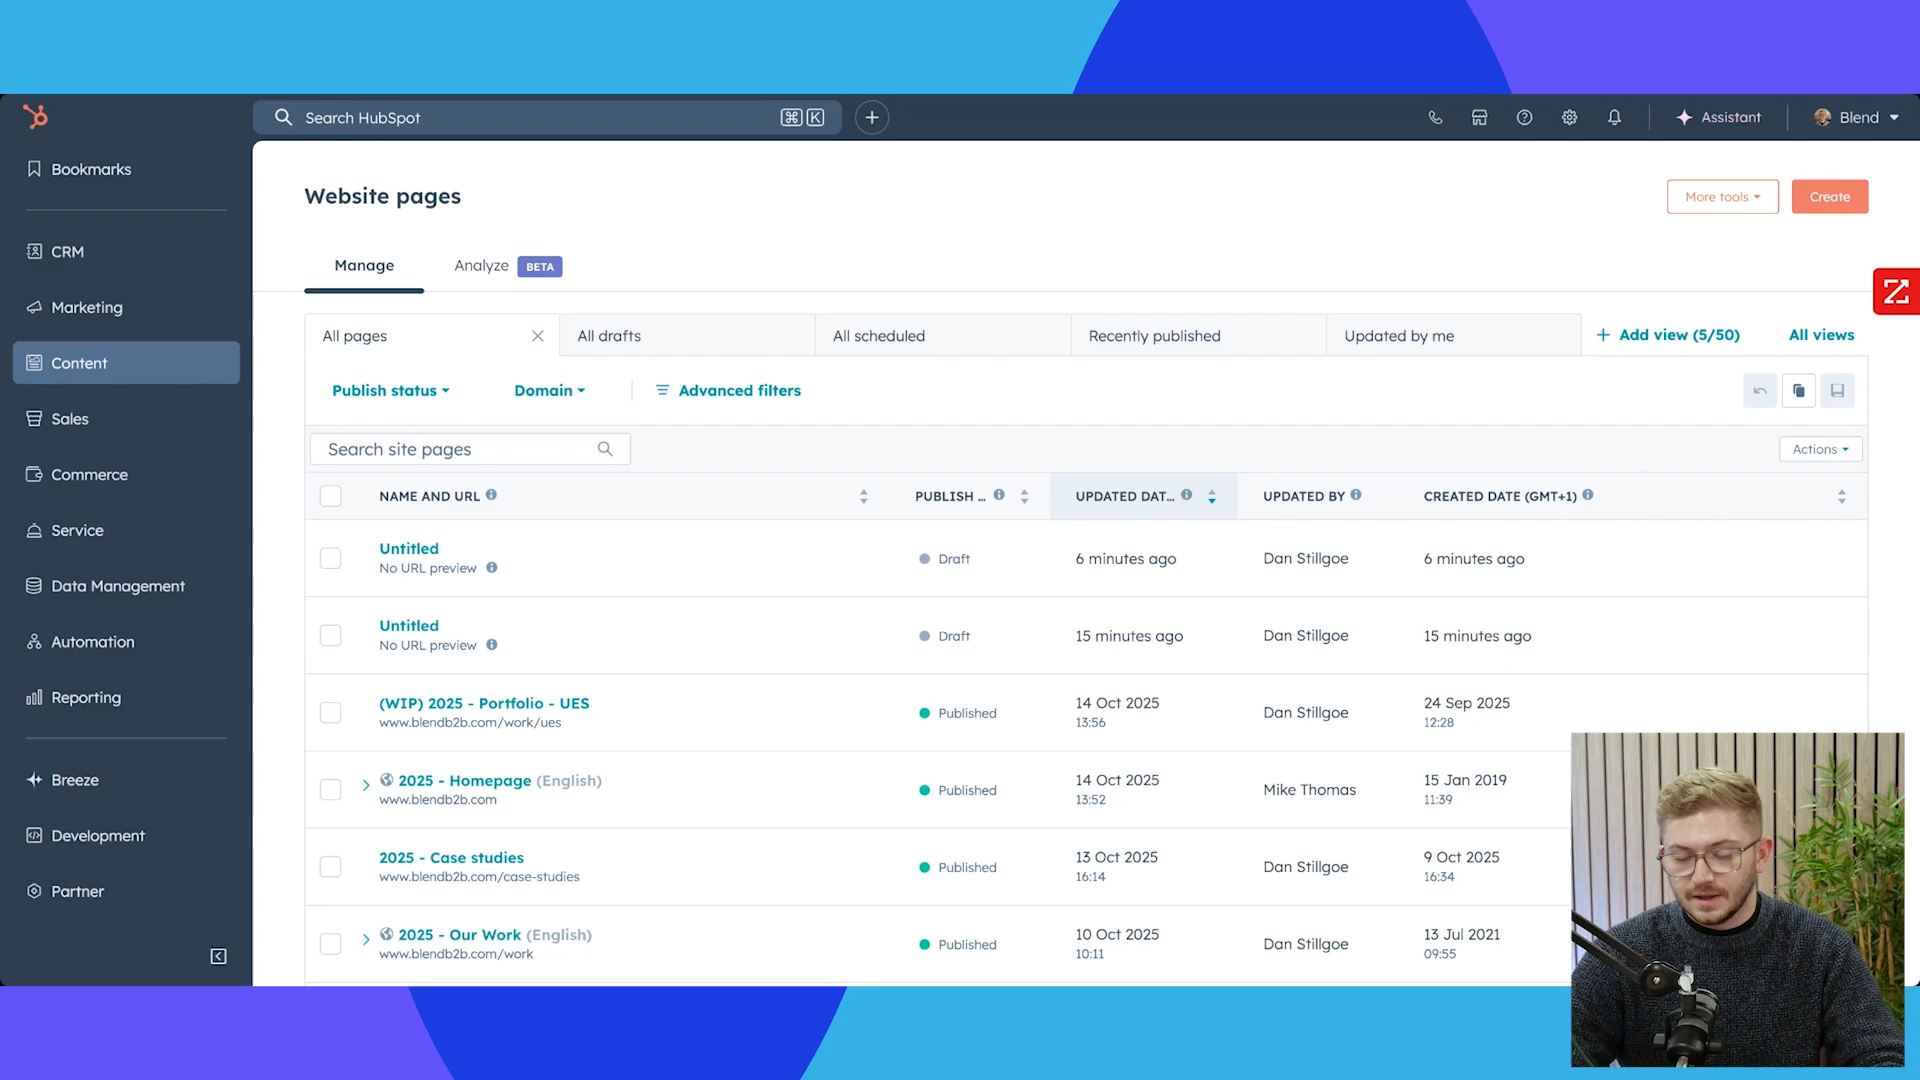 Search HubSpot
⌘ K
+
Assistant
Blend
Bookmarks
CRM
Marketing
Content
Sales
Commerce
Service
Data Management
Automation
Reporting
Breeze
Development
Partner
Website pages
More tools
Create
Manage
Analyze BETA
All pages
All drafts
All scheduled
Recently published
Updated by me
+ Add view (5/50)
All views
Publish status
Domain
Advanced filters
Search site pages
Actions
NAME AND URL
PUBLISH ...
UPDATED DAT...
UPDATED BY
CREATED DATE (GMT+1)
Untitled
No URL preview
Draft
6 minutes ago
Dan Stillgoe
6 minutes ago
Untitled
No URL preview
Draft
15 minutes ago
Dan Stillgoe
15 minutes ago
(WIP) 2025 - Portfolio - UES
www.blendb2b.com/work/ues
Published
14 Oct 2025
13:56
Dan Stillgoe
24 Sep 2025
12:28
2025 - Homepage (English)
www.blendb2b.com
Published
14 Oct 2025
13:52
Mike Thomas
15 Jan 2019
11:39
2025 - Case studies
www.blendb2b.com/case-studies
Published
13 Oct 2025
16:14
Dan Stillgoe
9 Oct 2025
16:34
2025 - Our Work (English)
www.blendb2b.com/work
Published
10 Oct 2025
10:11
Dan Stillgoe
13 Jul 2021
09:55